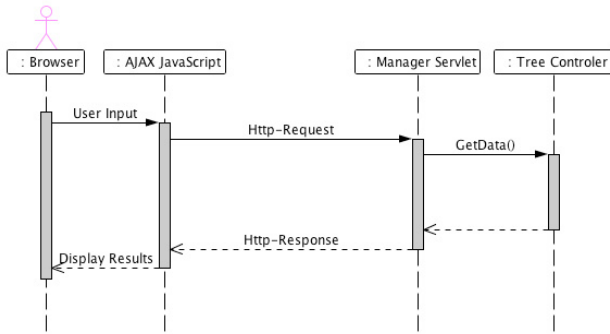 : Browser
: AJAX JavaScript
: Manager Servlet
: Tree Controler
User Input
Http-Request
GetData()
Http-Response
Display Results